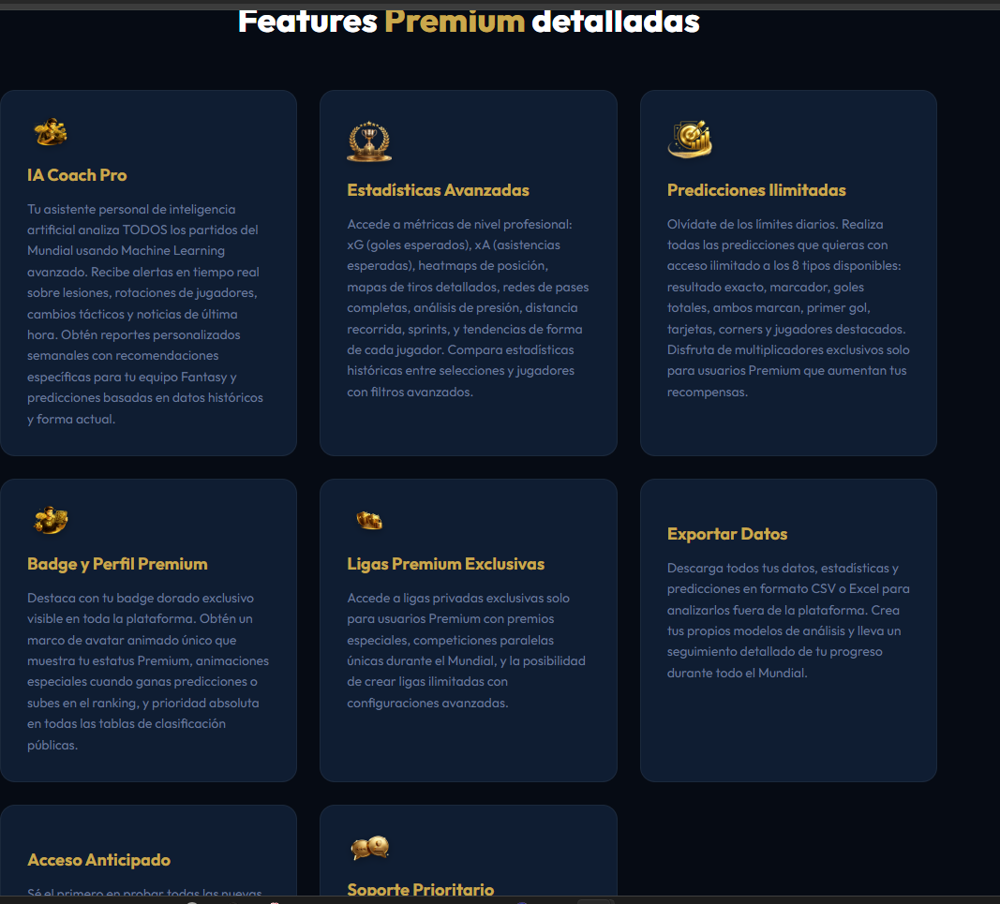 Features Premium detalladas
IA Coach Pro
Tu asistente personal de inteligencia
artificial analiza TODOS los partidos del
Mundial usando Machine Learning
avanzado. Recibe alertas en tiempo real
sobre lesiones, rotaciones de jugadores,
cambios tácticos y noticias de última
hora. Obtén reportes personalizados
semanales con recomendaciones
específicas para tu equipo Fantasy y
predicciones basadas en datos históricos
y forma actual.
Estadísticas Avanzadas
Accede a métricas de nivel profesional:
xG (goles esperados), xA (asistencias
esperadas), heatmaps de posición,
mapas de tiros detallados, redes de pases
completas, análisis de presión, distancia
recorrida, sprints, y tendencias de forma
de cada jugador. Compara estadísticas
históricas entre selecciones y jugadores
con filtros avanzados.
Predicciones Ilimitadas
Olvídate de los límites diarios. Realiza
todas las predicciones que quieras con
acceso ilimitado a los 8 tipos disponibles:
resultado exacto, marcador, goles
totales, ambos marcan, primer gol,
tarjetas, corners y jugadores destacados.
Disfruta de multiplicadores exclusivos solo
para usuarios Premium que aumentan tus
recompensas.
Badge y Perfil Premium
Destaca con tu badge dorado exclusivo
visible en toda la plataforma. Obtén un
marco de avatar animado único que
muestra tu estatus Premium, animaciones
especiales cuando ganas predicciones o
subes en el ranking, y prioridad absoluta
en todas las tablas de clasificación
públicas.
Ligas Premium Exclusivas
Accede a ligas privadas exclusivas solo
para usuarios Premium con premios
especiales, competiciones paralelas
únicas durante el Mundial, y la posibilidad
de crear ligas ilimitadas con
configuraciones avanzadas.
Exportar Datos
Descarga todos tus datos, estadísticas y
predicciones en formato CSV o Excel para
analizarlos fuera de la plataforma. Crea
tus propios modelos de análisis y lleva un
seguimiento detallado de tu progreso
durante todo el Mundial.
Acceso Anticipado
Sé el primero en probar todas las nuevas
Soporte Prioritario